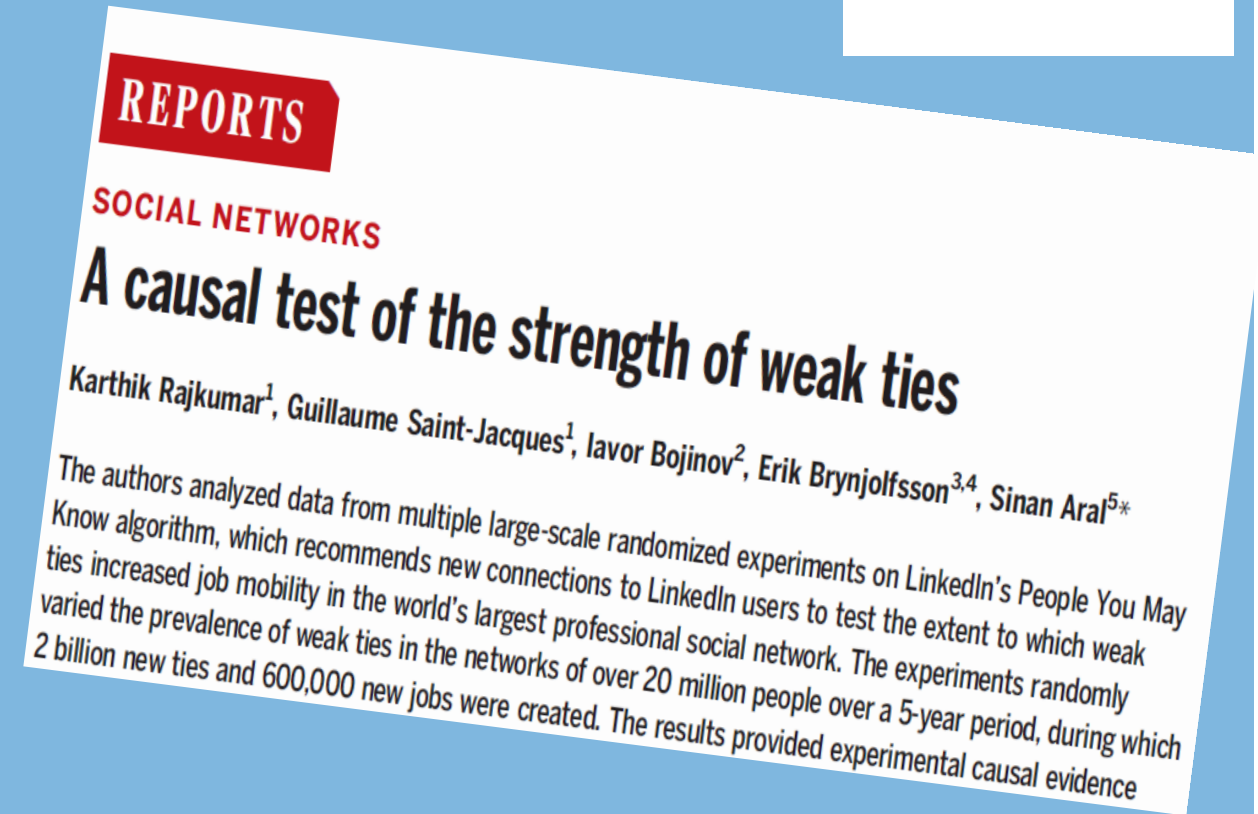 REPORTS
SOCIAL NETWORKS
A causal test of the strength of weak ties
Karthik Rajkumar1, Guillaume Saint-Jacques1, Iavor Bojinov2, Erik Brynjolfsson3,4, Sinan Aral5*
The authors analyzed data from multiple large-scale randomized experiments on LinkedIn's People You May
Know algorithm, which recommends new connections to LinkedIn users to test the extent to which weak
ties increased job mobility in the world's largest professional social network. The experiments randomly
varied the prevalence of weak ties in the networks of over 20 million people over a 5-year period, during which
2 billion new ties and 600,000 new jobs were created. The results provided experimental causal evidence